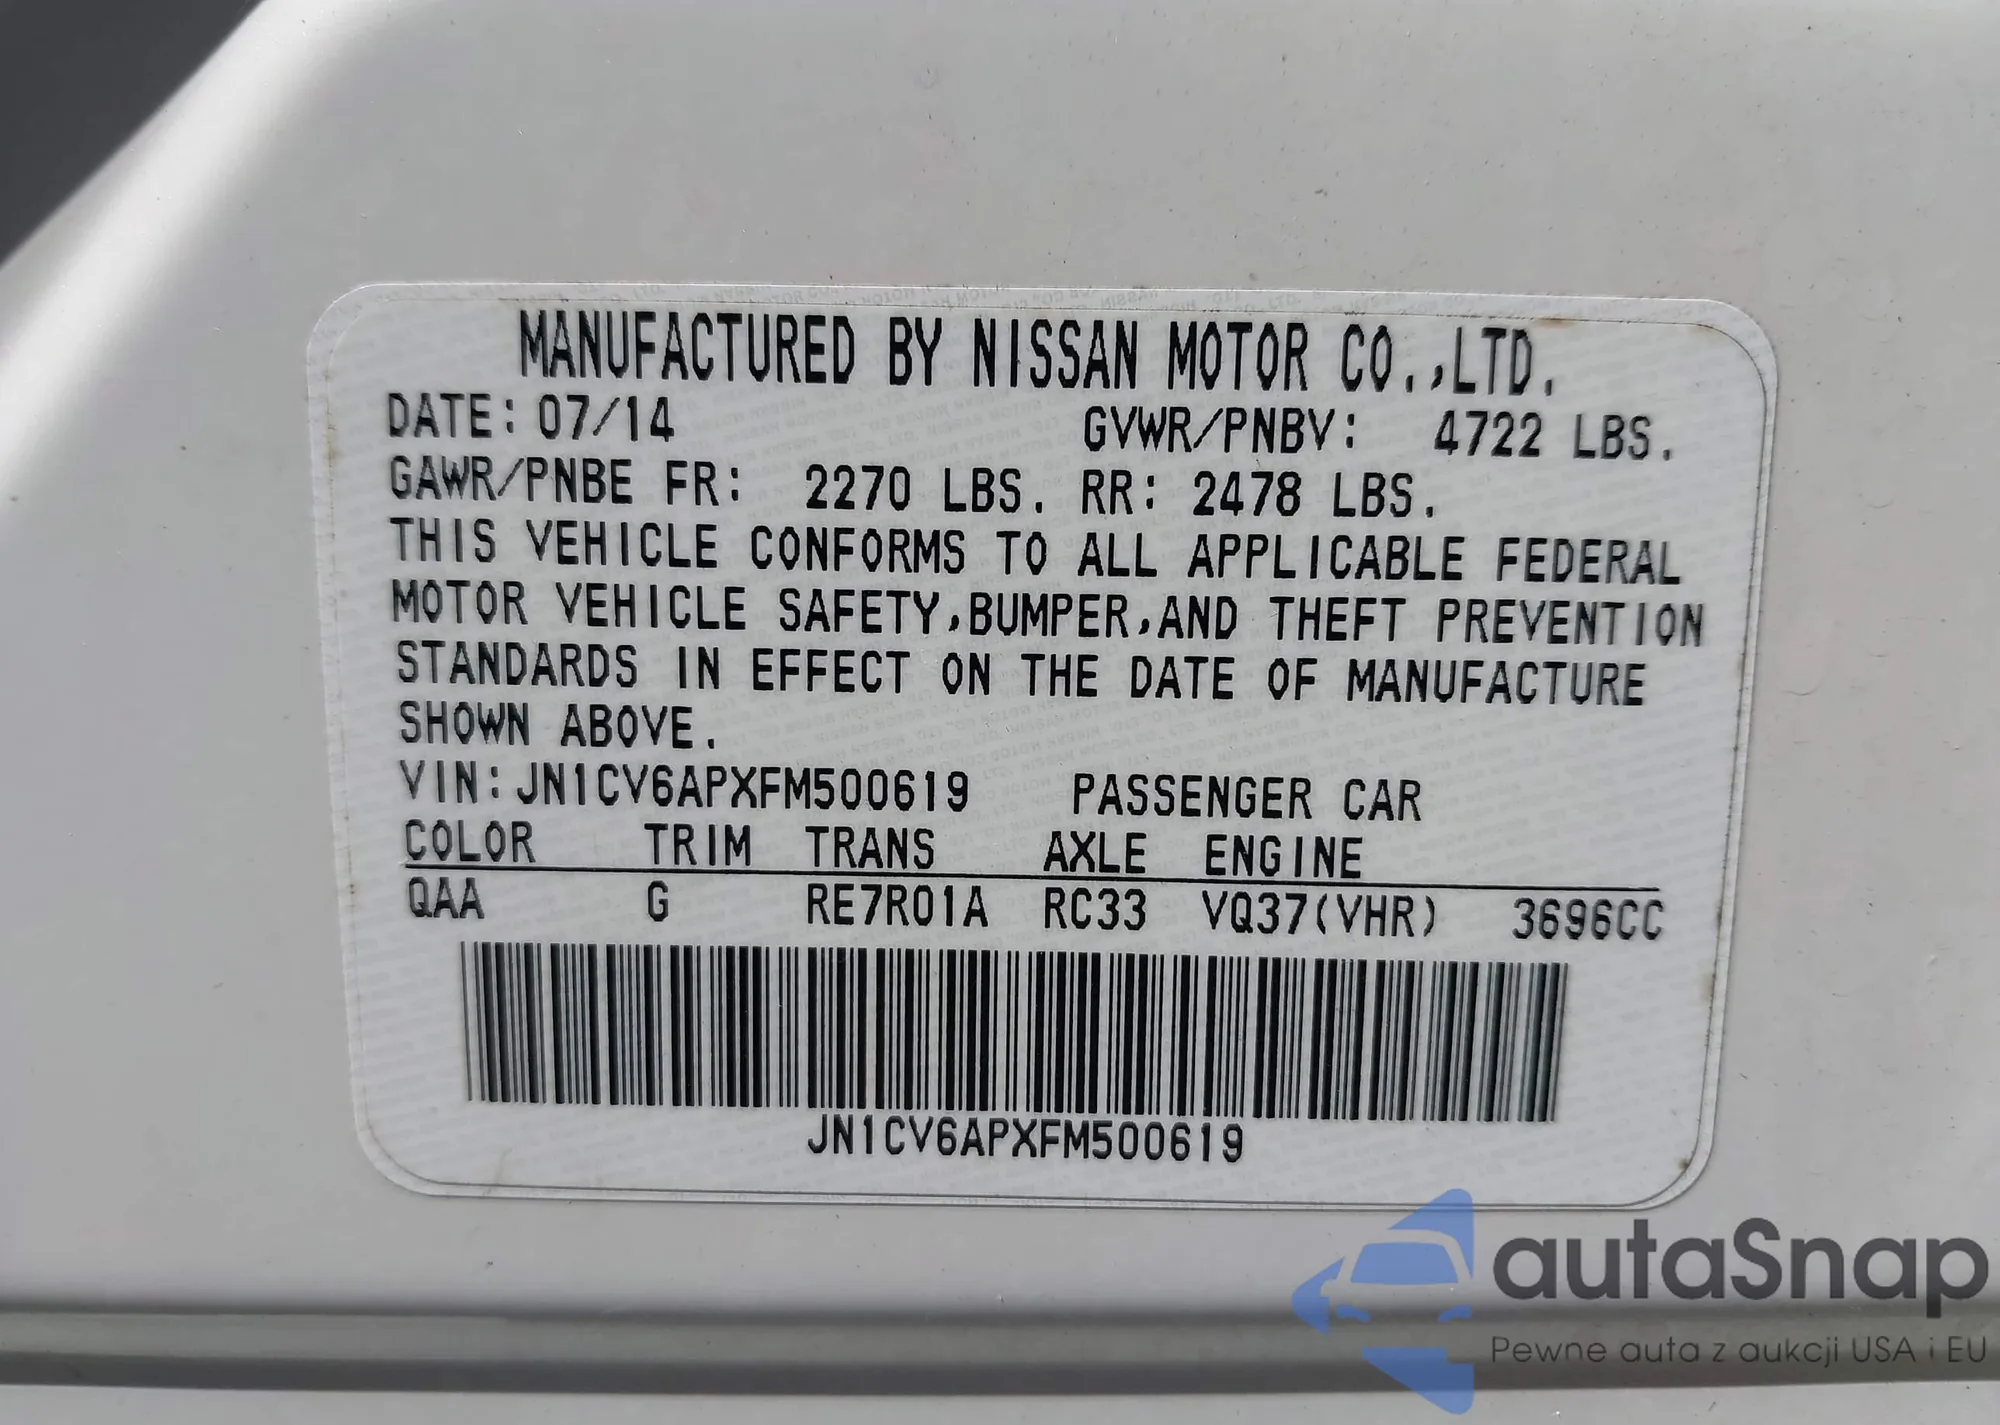 MANUFACTURED BY NISSAN MOTOR CO.,LTD.
DATE: 07/14 GVWR/PNBV: 4722 LBS.
GAWR/PNBE FR: 2270 LBS. RR: 2478 LBS.
THIS VEHICLE CONFORMS TO ALL APPLICABLE FEDERAL
MOTOR VEHICLE SAFETY,BUMPER,AND THEFT PREVENTION
STANDARDS IN EFFECT ON THE DATE OF MANUFACTURE
SHOWN ABOVE.
VIN:JN1CV6APXFM500619 PASSENGER CAR
COLOR TRIM TRANS AXLE ENGINE
QAA G RE7R01A RC33 VQ37(VHR) 3696CC
JN1CV6APXFM500619
autaSnap
Pewne auta z aukcji USA i EU